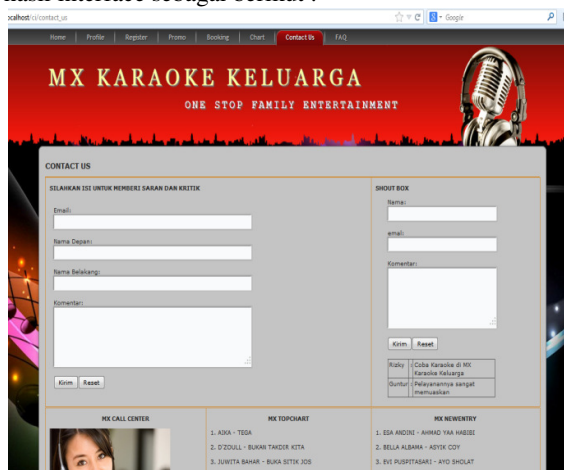 hasil interface sebagai berikut :
ocalhost/ci/contact_us
Google
Home Profile Register Promo Booking Chart Contact Us FAQ
MX KARAOKE KELUARGA
ONE STOP FAMILY ENTERTAINMENT
CONTACT US
SILAHKAN ISI UNTUK MEMBERI SARAN DAN KRITIK
Email:
Nama Depan:
Nama Belakang:
Komentar:
Kirim Reset
SHOUT BOX
Nama:
email:
Komentar:
Kirim Reset
Rizky : Coba Karaoke di MX
Karaoke Keluarga
Guntur : Pelayanannya sangat
memuaskan
MX CALL CENTER
MX TOPCHART
1. AIKA - TEGA
2. D'ZOULL - BUKAN TAKDIR KITA
3. JUWITA BAHAR - BUKA SITIK JOS
MX NEWENTRY
1. ESA ANDINI - AHMAD YAA HABIBI
2. BELLA ALBAMA - ASYIK COY
3. EVI PUSPITASARI - AYO SHOLAT